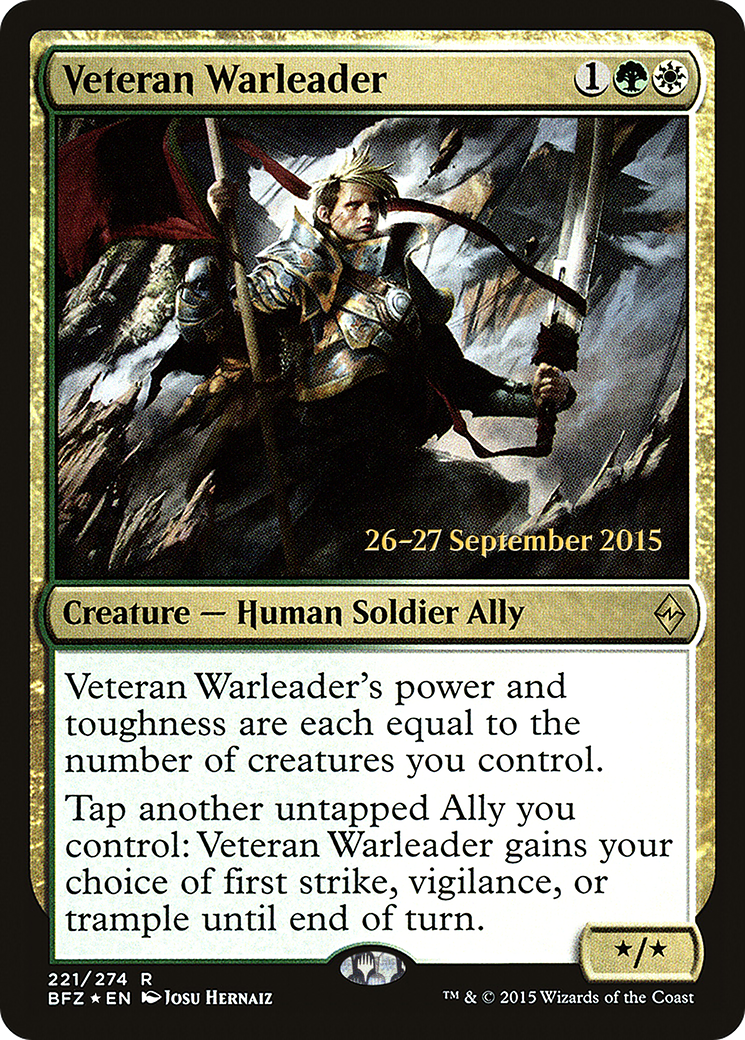 Veteran Warleader
1
26–27 September 2015
Creature — Human Soldier Ally
Veteran Warleader's power and
toughness are each equal to the
number of creatures you control.
Tap another untapped Ally you
control: Veteran Warleader gains your
choice of first strike, vigilance, or
trample until end of turn.
★/★
221/274 R
BFZ ★ EN Josu Hernaiz
™ & © 2015 Wizards of the Coast